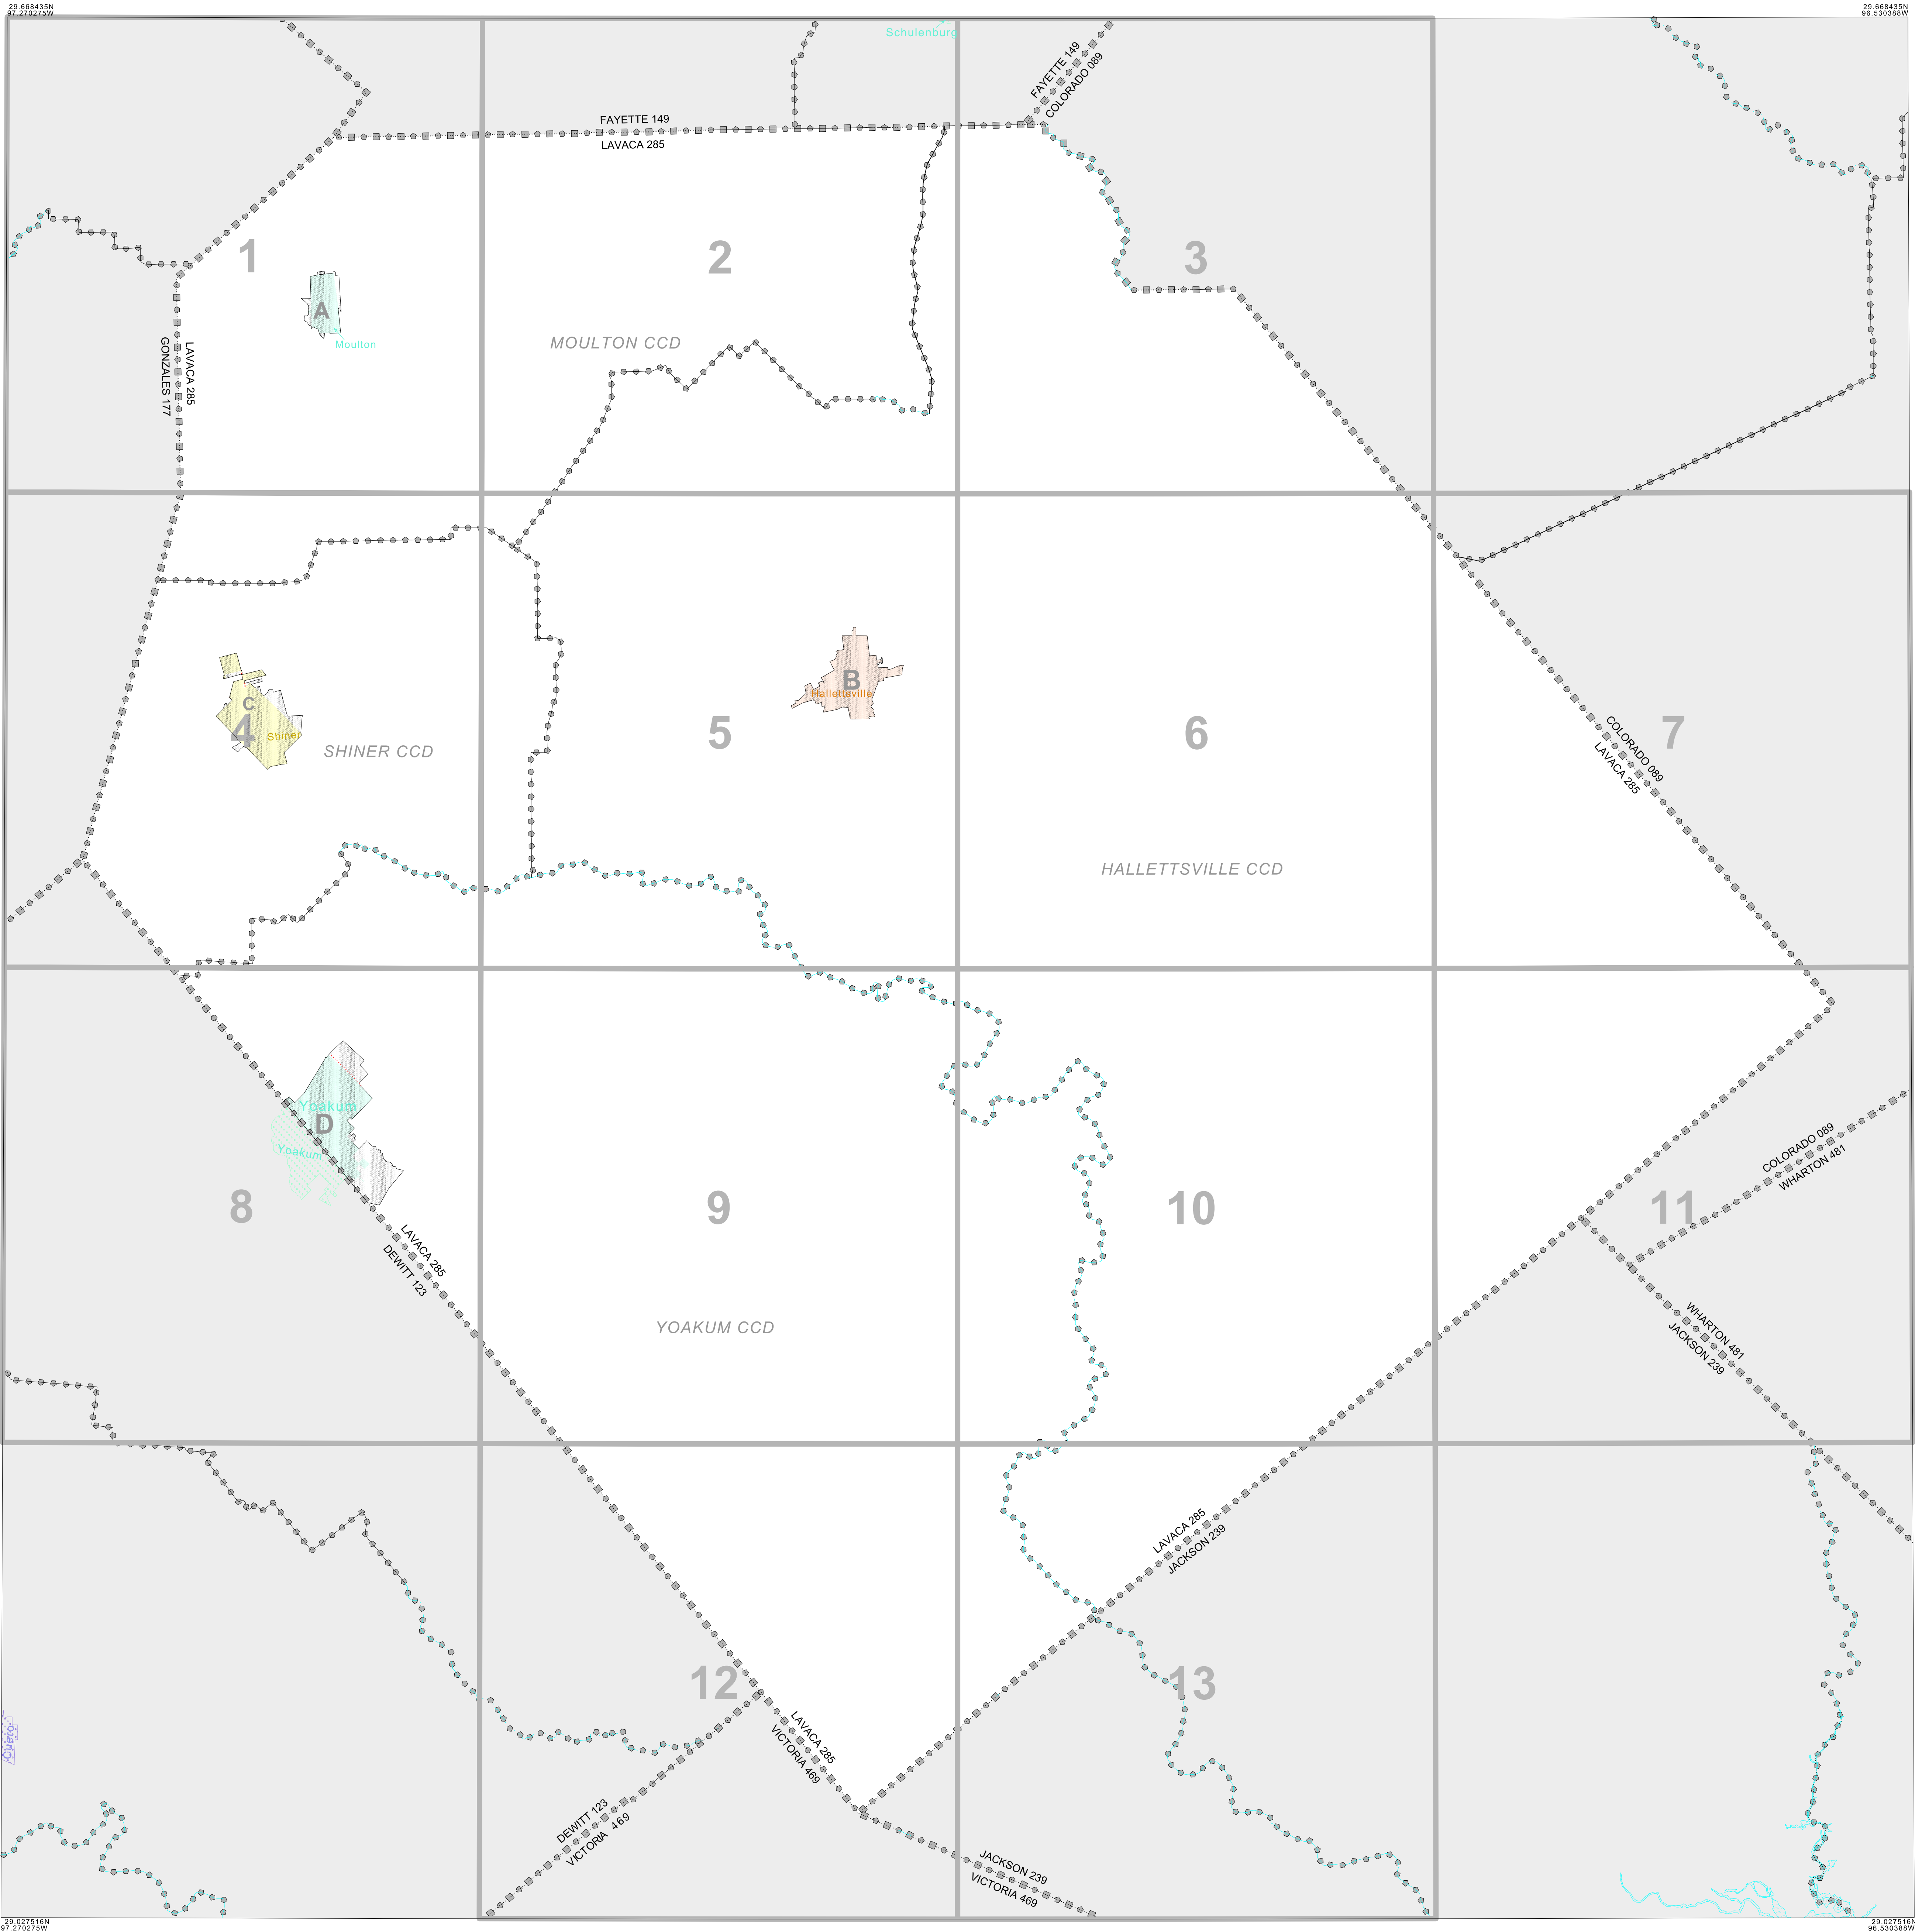 29.668435N
97.270275W
29.668435N
96.530388W
Schulenburg
FAYETTE 149
COLORADO 089
FAYETTE 149
LAVACA 285
1
2
3
A
Moulton
MOULTON CCD
LAVACA 285
GONZALES 177
B
Hallettsville
C
4
Shiner
SHINER CCD
5
6
7
COLORADO 089
LAVACA 285
HALLETTSVILLE CCD
Yoakum
D
Yoakum
COLORADO 089
WHARTON 481
8
9
10
11
LAVACA 285
DEWITT 123
YOAKUM CCD
WHARTON 481
JACKSON 239
LAVACA 285
JACKSON 239
12
13
Cuero
LAVACA 285
VICTORIA 469
DEWITT 123
VICTORIA 469
JACKSON 239
VICTORIA 469
29.027516N
97.270275W
29.027516N
96.530388W